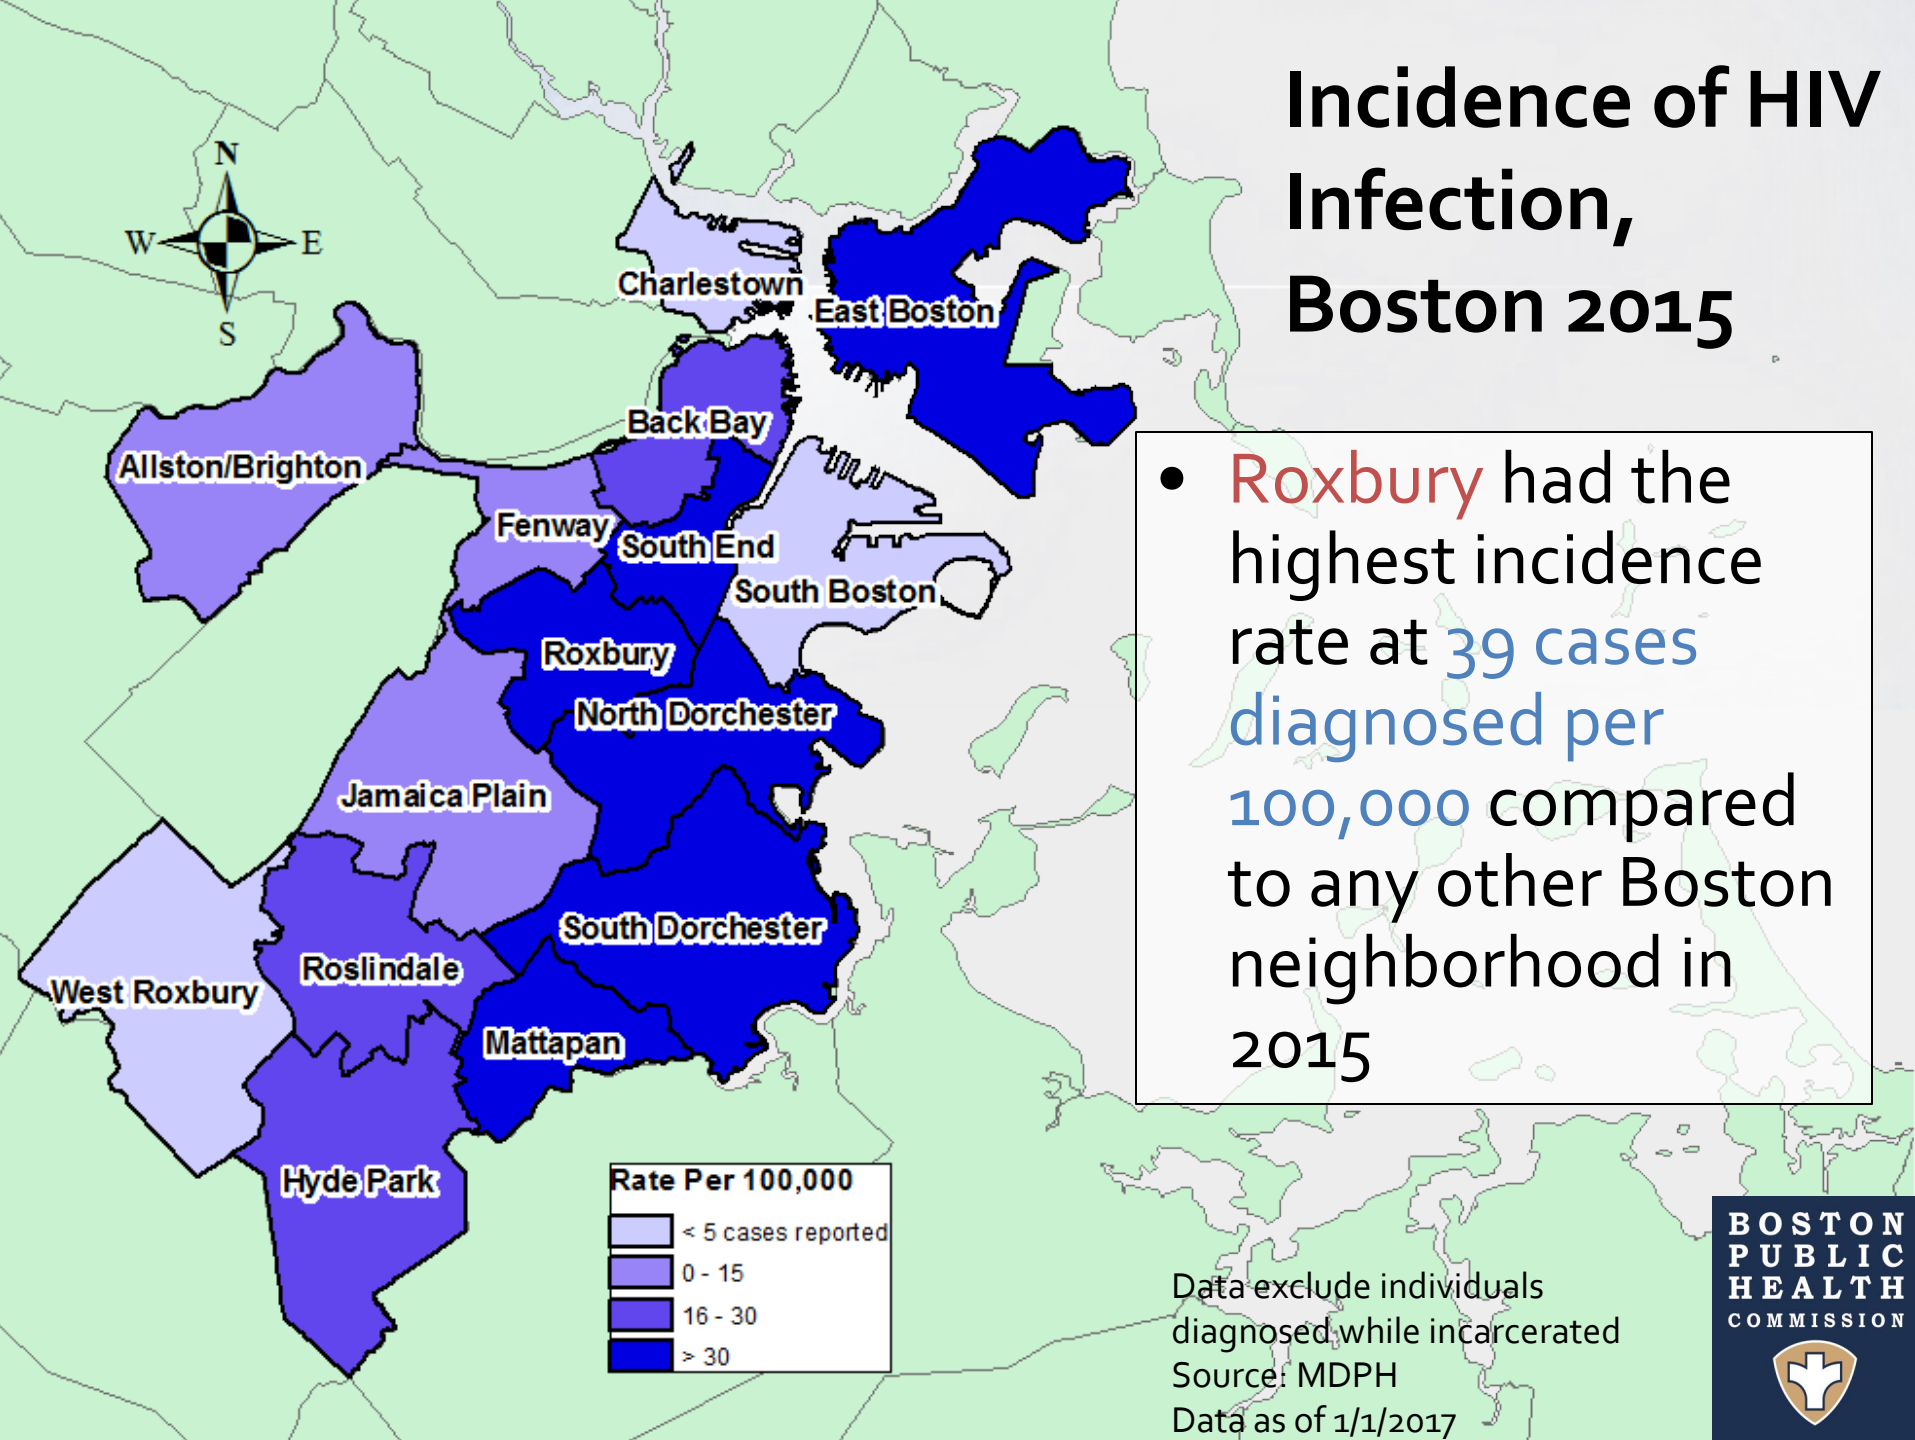 Incidence of HIV
Infection,
Boston 2015
N
W
E
S
Charlestown
East Boston
Back Bay
Allston/Brighton
Fenway
South End
South Boston
Roxbury
North Dorchester
Jamaica Plain
South Dorchester
Roslindale
West Roxbury
Mattapan
Hyde Park
• Roxbury had the
highest incidence
rate at 39 cases
diagnosed per
100,000 compared
to any other Boston
neighborhood in
2015
Rate Per 100,000
< 5 cases reported
0 - 15
16 - 30
> 30
Data exclude individuals
diagnosed while incarcerated
Source: MDPH
Data as of 1/1/2017
BOSTON
PUBLIC
HEALTH
COMMISSION